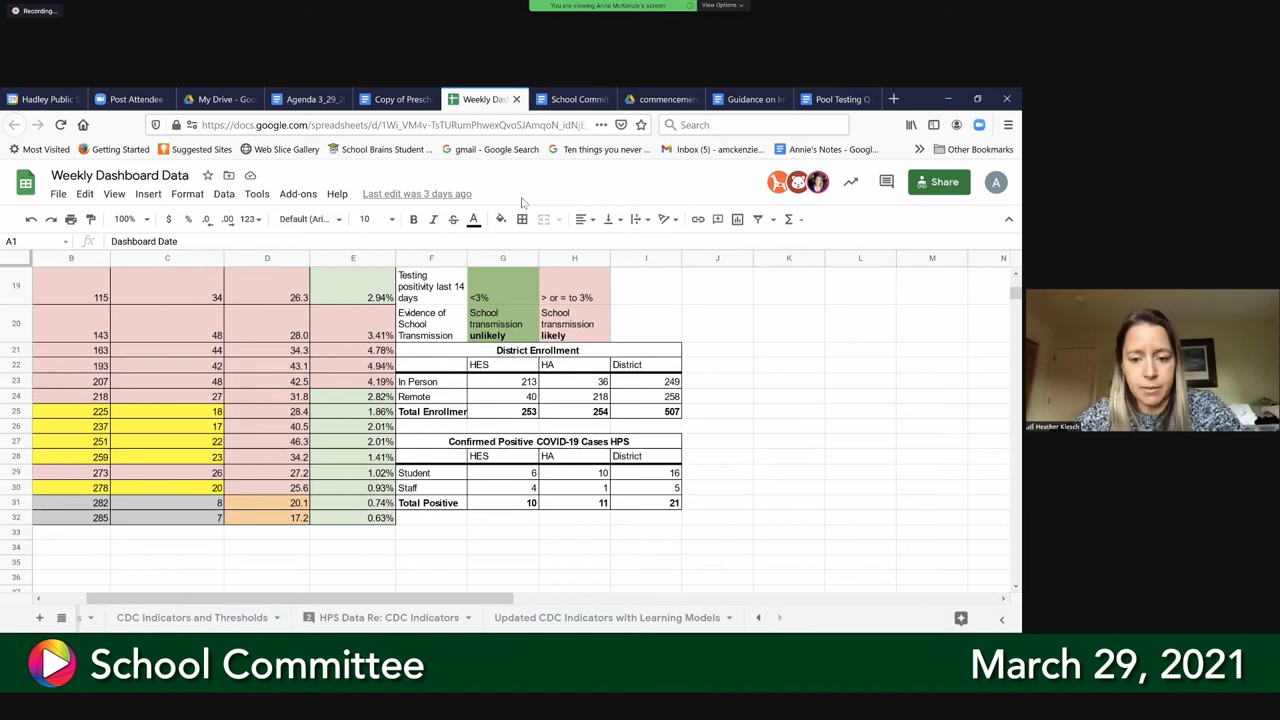 Recording...
You are viewing Anne McKenzie's screen
View Options
Hadley Public S
Post Attendee
My Drive - Goo
Agenda 3_29_2
Copy of Presch
Weekly Das
School Commit
commencemen
Guidance on In
Pool Testing Q
https://docs.google.com/spreadsheets/d/1Wi_VM4v-TsTURumPhwexQvoSJAmqoN_idNjE
Search
Most Visited
Getting Started
Suggested Sites
Web Slice Gallery
School Brains Student ...
gmail - Google Search
Ten things you never ...
Inbox (5) - amckenzie...
Annie's Notes - Googl...
Other Bookmarks
Weekly Dashboard Data
File Edit View Insert Format Data Tools Add-ons Help Last edit was 3 days ago
Share
A
100% $ % .0 .00 123 Default (Ari... 10 B I S A
A1 fx Dashboard Date
B C D E F G H I J K L M N
19 115 34 26.3 2.94% Testing positivity last 14 days <3% > or = to 3%
20 143 48 28.0 3.41% Evidence of School Transmission School transmission unlikely School transmission likely
21 163 44 34.3 4.78% District Enrollment
22 193 42 43.1 4.94% HES HA District
23 207 48 42.5 4.19% In Person 213 36 249
24 218 27 31.8 2.82% Remote 40 218 258
25 225 18 28.4 1.86% Total Enrollmer 253 254 507
26 237 17 40.5 2.01%
27 251 22 46.3 2.01% Confirmed Positive COVID-19 Cases HPS
28 259 23 34.2 1.41% HES HA District
29 273 26 27.2 1.02% Student 6 10 16
30 278 20 25.6 0.93% Staff 4 1 5
31 282 8 20.1 0.74% Total Positive 10 11 21
32 285 7 17.2 0.63%
33
34
35
36
s CDC Indicators and Thresholds HPS Data Re: CDC Indicators Updated CDC Indicators with Learning Models
Heather Klesch
School Committee
March 29, 2021